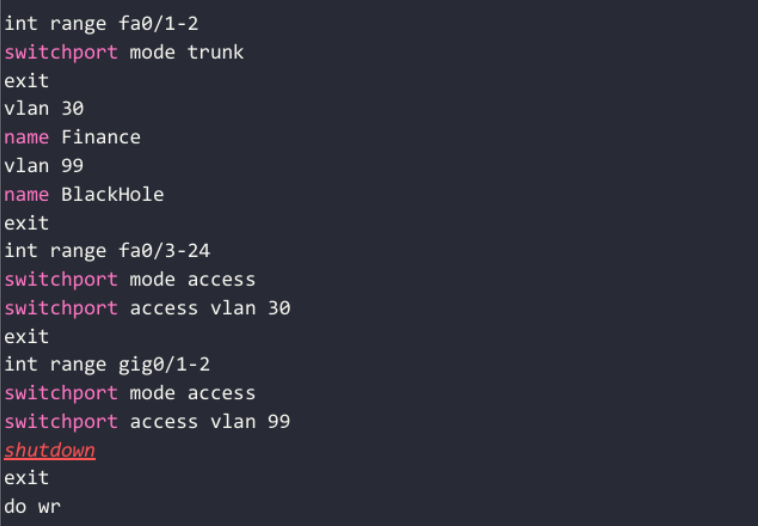 int range fa0/1-2
switchport mode trunk
exit
vlan 30
name Finance
vlan 99
name BlackHole
exit
int range fa0/3-24
switchport mode access
switchport access vlan 30
exit
int range gig0/1-2
switchport mode access
switchport access vlan 99
shutdown
exit
do wr